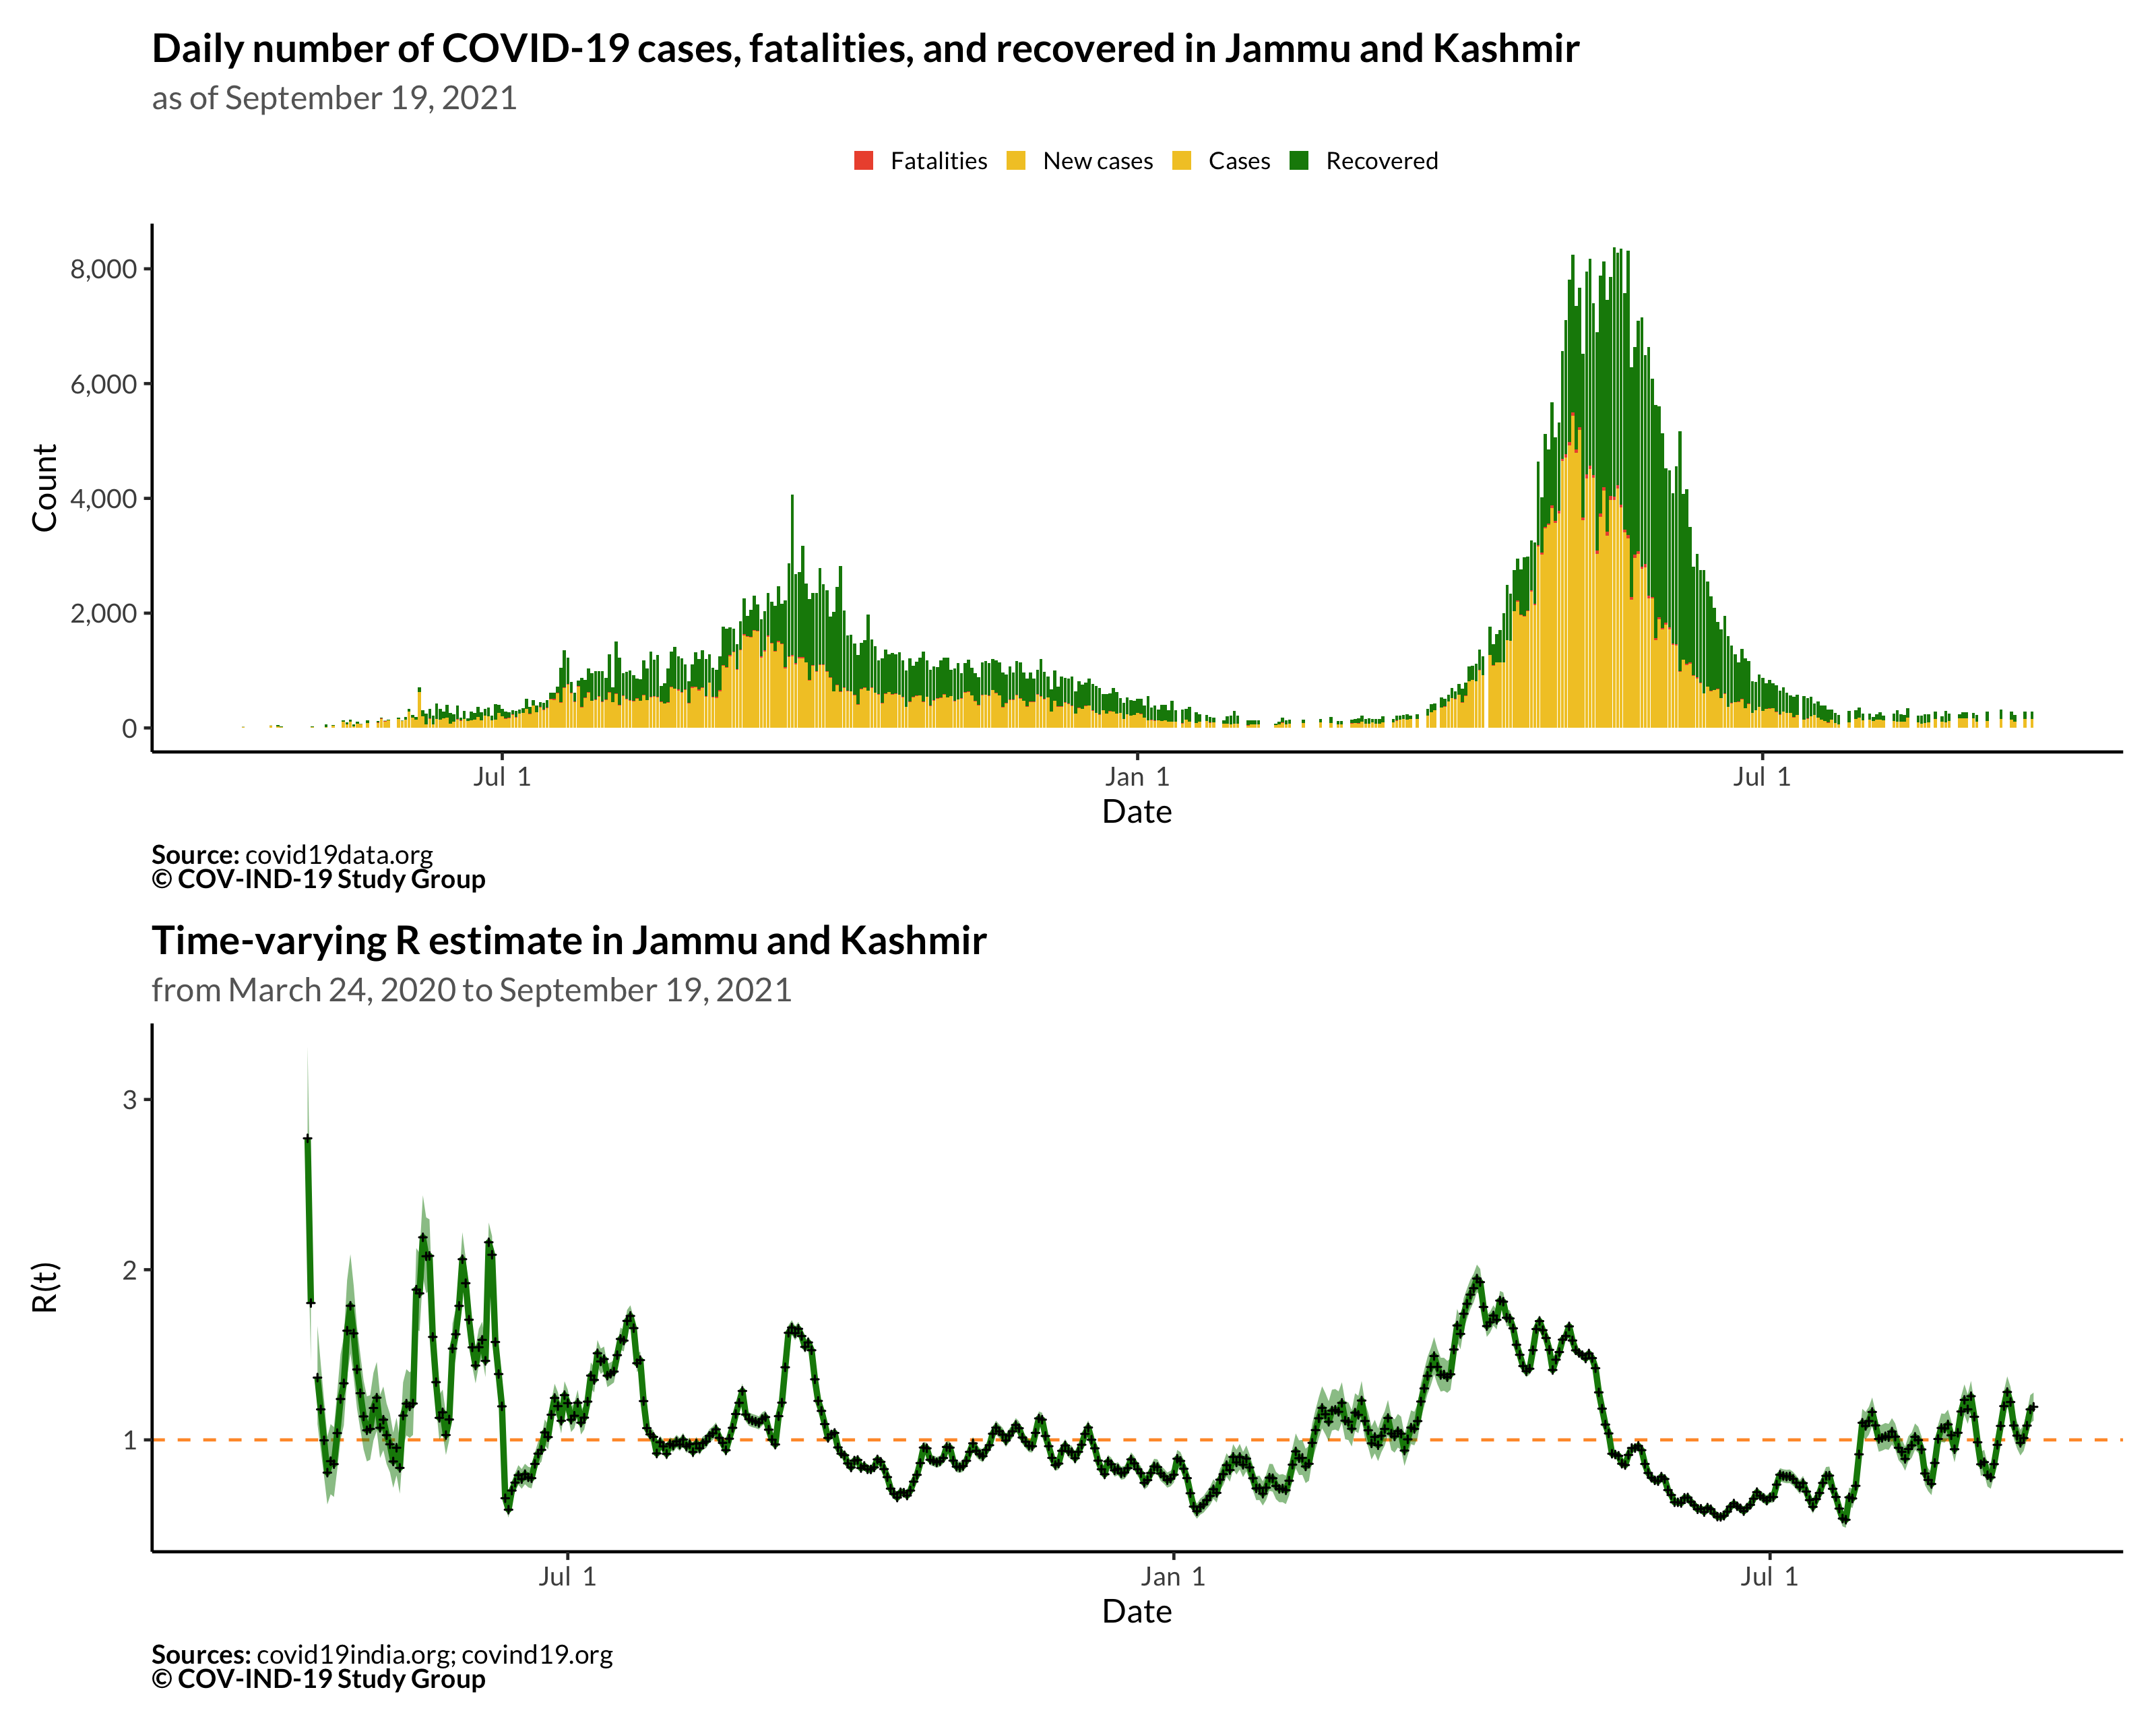 Daily number of COVID-19 cases, fatalities, and recovered in Jammu and Kashmir
as of September 19, 2021
Fatalities New cases Cases Recovered
Count
8,000
6,000
4,000
2,000
0
Jul 1 Jan 1 Jul 1
Date
Source: covid19data.org
© COV-IND-19 Study Group
Time-varying R estimate in Jammu and Kashmir
from March 24, 2020 to September 19, 2021
R(t)
3
2
1
Jul 1 Jan 1 Jul 1
Date
Sources: covid19india.org; covind19.org
© COV-IND-19 Study Group